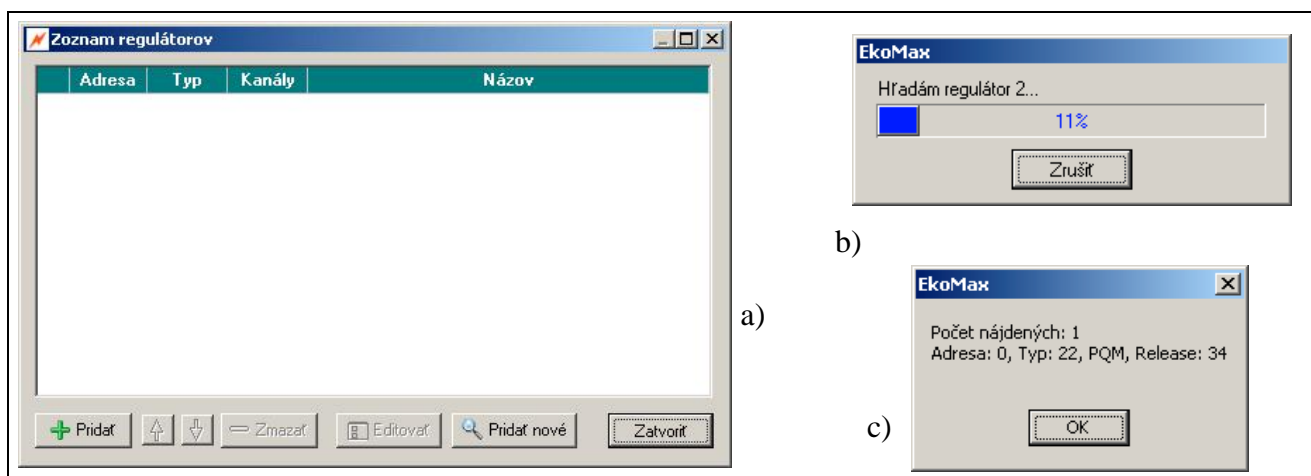 Zoznam regulátorov
Adresa Typ Kanály Názov
Pridať Zmazať Editovať Pridať nové Zatvoriť
a)
EkoMax
Hľadám regulátor 2...
11%
Zrušiť
b)
EkoMax
Počet nájdených: 1
Adresa: 0, Typ: 22, PQM, Release: 34
OK
c)